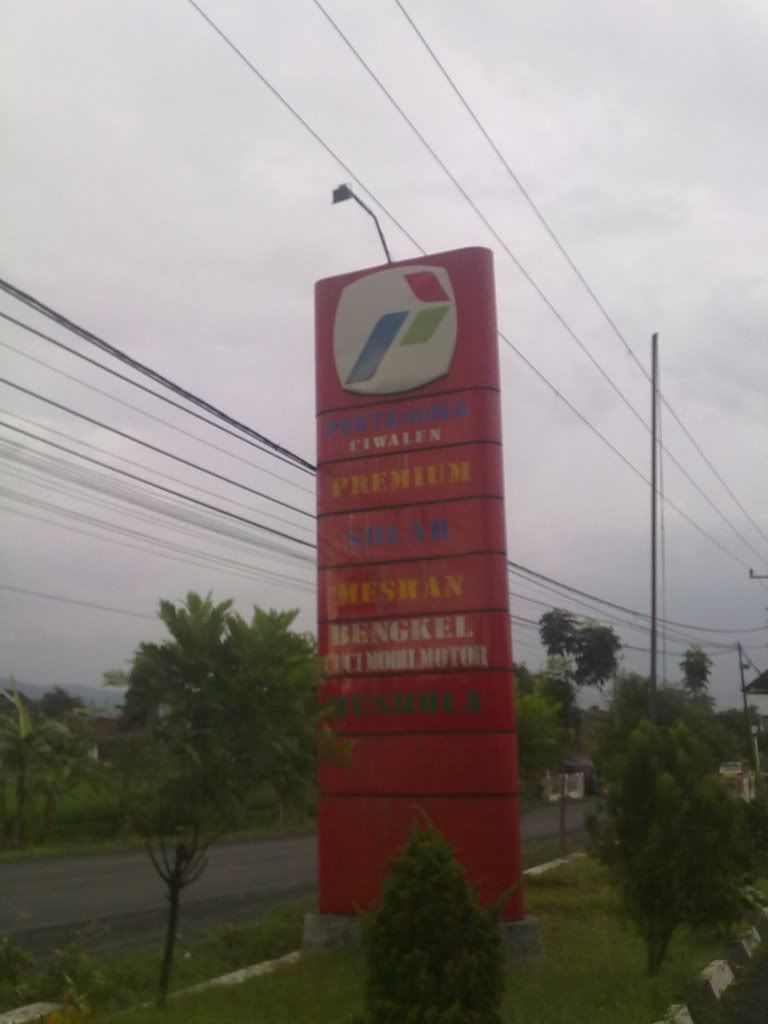 PERTAMINA
CIWALEN
PREMIUM
SOLAR
MESRAN
BENGKEL
CUCI MOBIL MOTOR
MUSHOLA